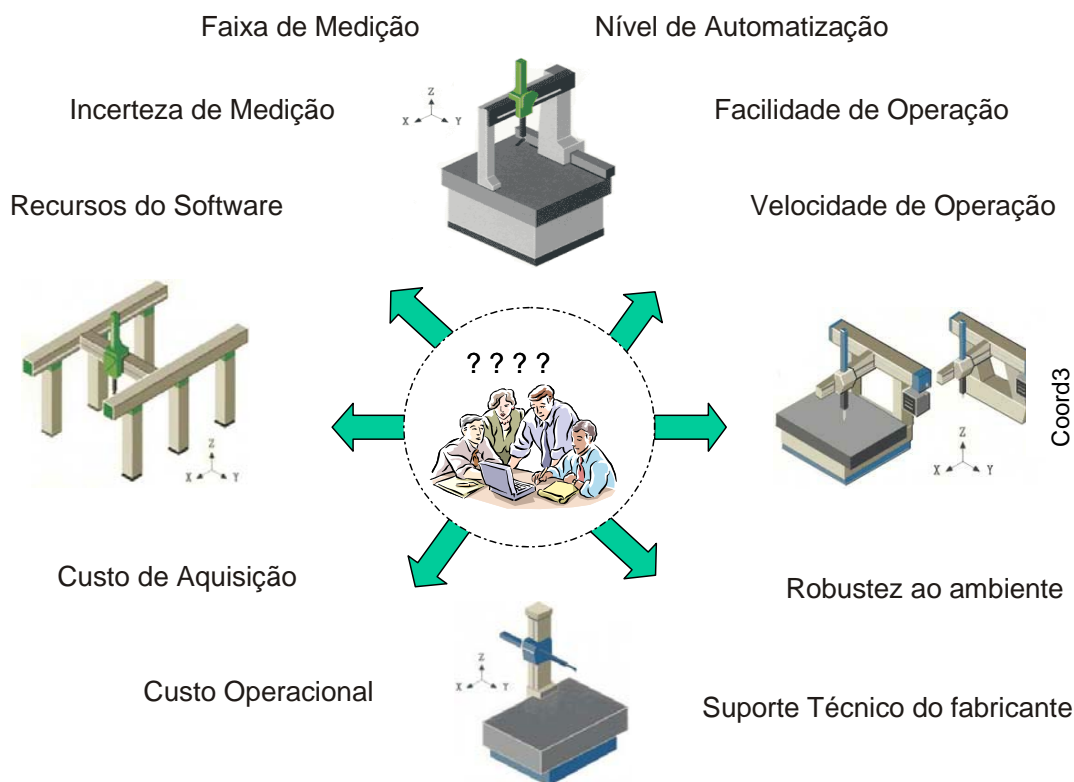 Faixa de Medição
Nível de Automatização
Incerteza de Medição
Z
X
Y
Facilidade de Operação
Recursos do Software
Velocidade de Operação
? ? ? ?
Z
X
Y
Z
X
Y
Coord3
Custo de Aquisição
Robustez ao ambiente
Z
X
Y
Custo Operacional
Suporte Técnico do fabricante